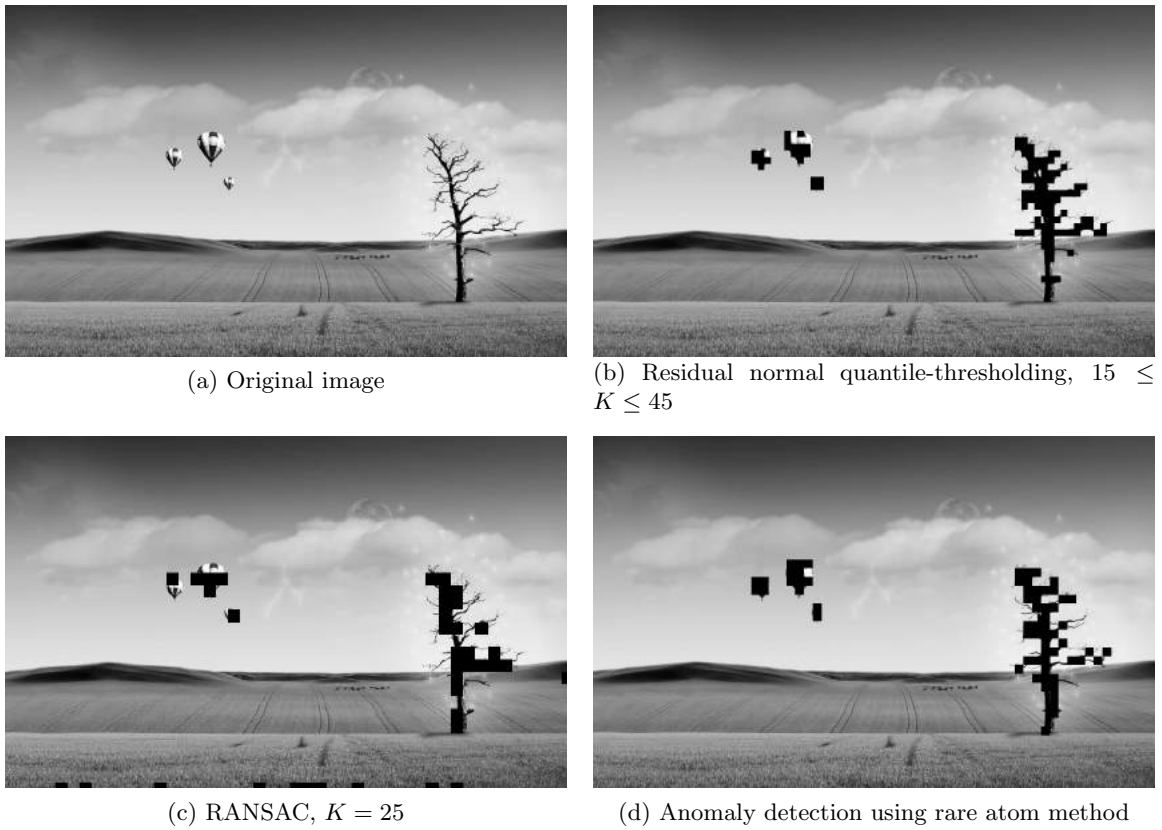 (a) Original image
(b) Residual normal quantile-thresholding, 15 ≤
K ≤ 45
(c) RANSAC, K = 25
(d) Anomaly detection using rare atom method